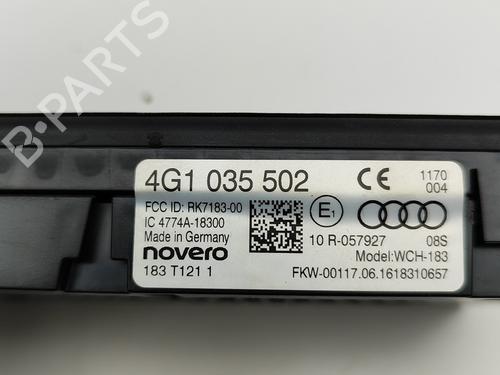 4G1 035 502
CE
1170
004
FCC ID: RK7183-00
IC 4774A-18300
Made in Germany
novero
183 T121 1
E1
10 R-057927
08S
Model:WCH-183
FKW-00117.06.1618310657
B-PARTS